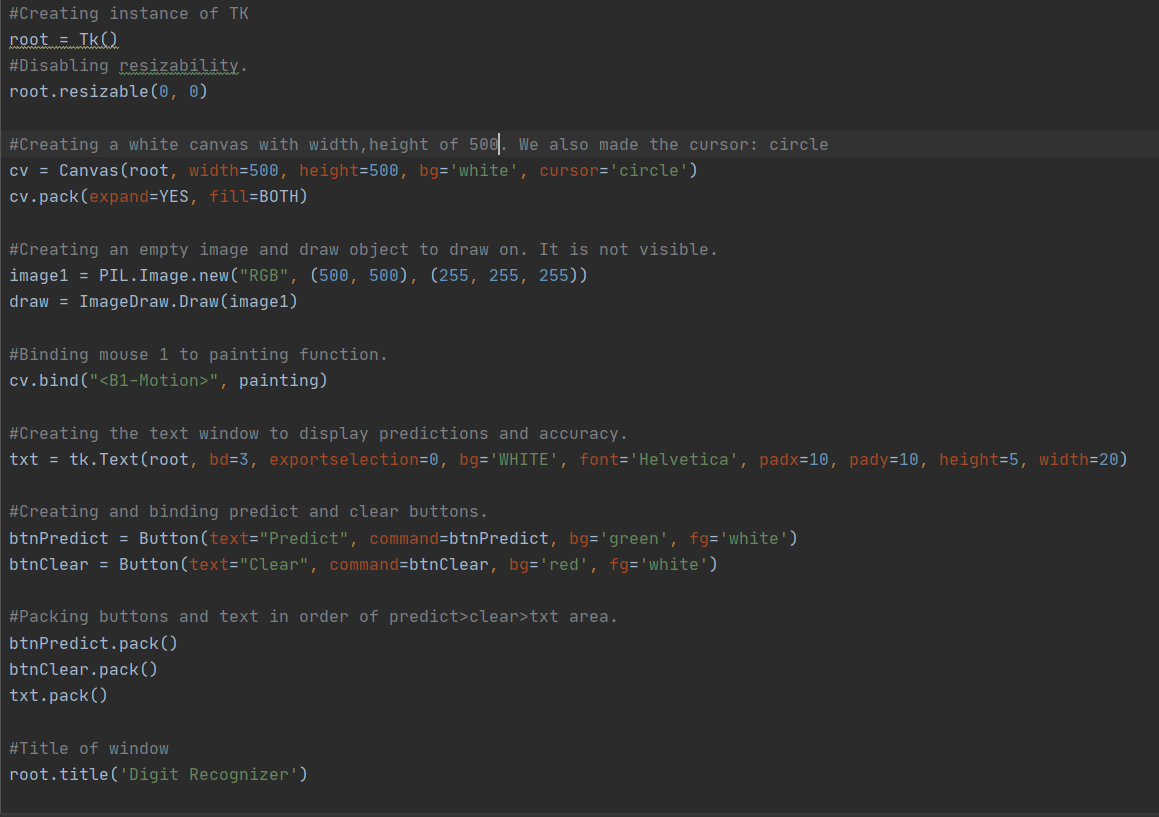 #Creating instance of TK
root = Tk()
#Disabling resizability.
root.resizable(0, 0)
#Creating a white canvas with width,height of 500. We also made the cursor: circle
cv = Canvas(root, width=500, height=500, bg='white', cursor='circle')
cv.pack(expand=YES, fill=BOTH)
#Creating an empty image and draw object to draw on. It is not visible.
image1 = PIL.Image.new("RGB", (500, 500), (255, 255, 255))
draw = ImageDraw.Draw(image1)
#Binding mouse 1 to painting function.
cv.bind("<B1-Motion>", painting)
#Creating the text window to display predictions and accuracy.
txt = tk.Text(root, bd=3, exportselection=0, bg='WHITE', font='Helvetica', padx=10, pady=10, height=5, width=20)
#Creating and binding predict and clear buttons.
btnPredict = Button(text="Predict", command=btnPredict, bg='green', fg='white')
btnClear = Button(text="Clear", command=btnClear, bg='red', fg='white')
#Packing buttons and text in order of predict>clear>txt area.
btnPredict.pack()
btnClear.pack()
txt.pack()
#Title of window
root.title('Digit Recognizer')